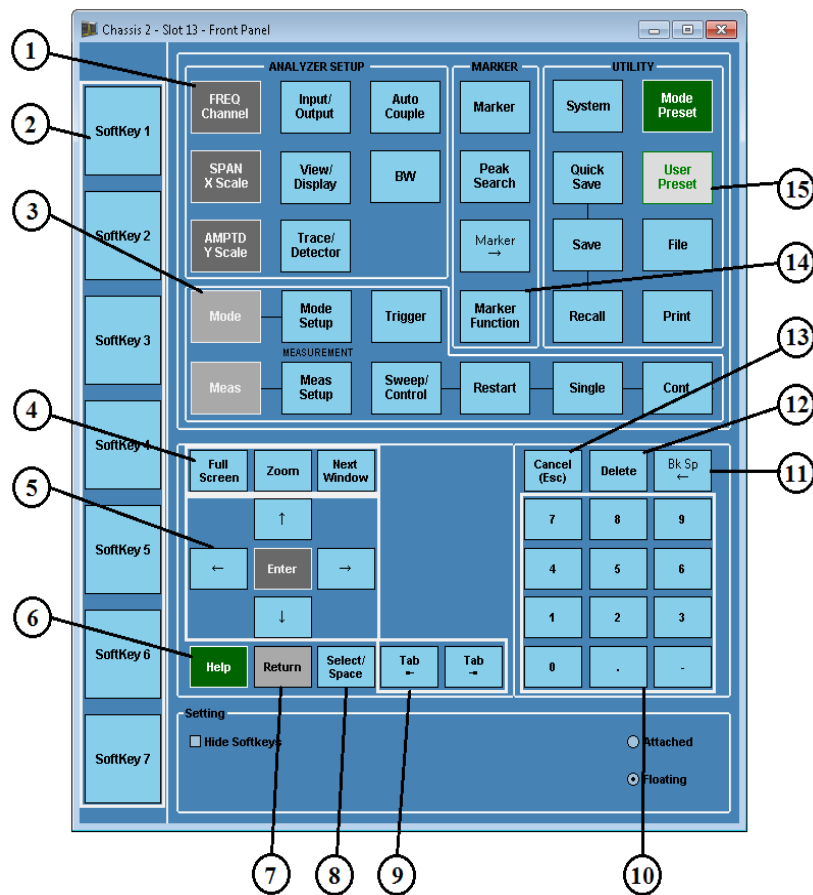 Chassis 2 - Slot 13 - Front Panel
1
2
3
4
5
6
SoftKey 1
SoftKey 2
SoftKey 3
SoftKey 4
SoftKey 5
SoftKey 6
SoftKey 7
ANALYZER SETUP
FREQ
Channel
Input/
Output
Auto
Couple
SPAN
X Scale
View/
Display
BW
AMPTD
Y Scale
Trace/
Detector
MARKER
Marker
Peak
Search
Marker
→
Marker
Function
UTILITY
System
Mode
Preset
Quick
Save
User
Preset
Save
File
Recall
Print
Mode
Mode
Setup
Trigger
MEASUREMENT
Meas
Meas
Setup
Sweep/
Control
Restart
Single
Cont
Full
Screen
Zoom
Next
Window
↑
←
Enter
→
↓
Help
Return
Select/
Space
Tab
Tab
Cancel
(Esc)
Delete
Bk Sp
←
7
8
9
4
5
6
1
2
3
0
.
-
Setting
Hide Softkeys
Attached
Floating
15
14
13
12
11
7
8
9
10